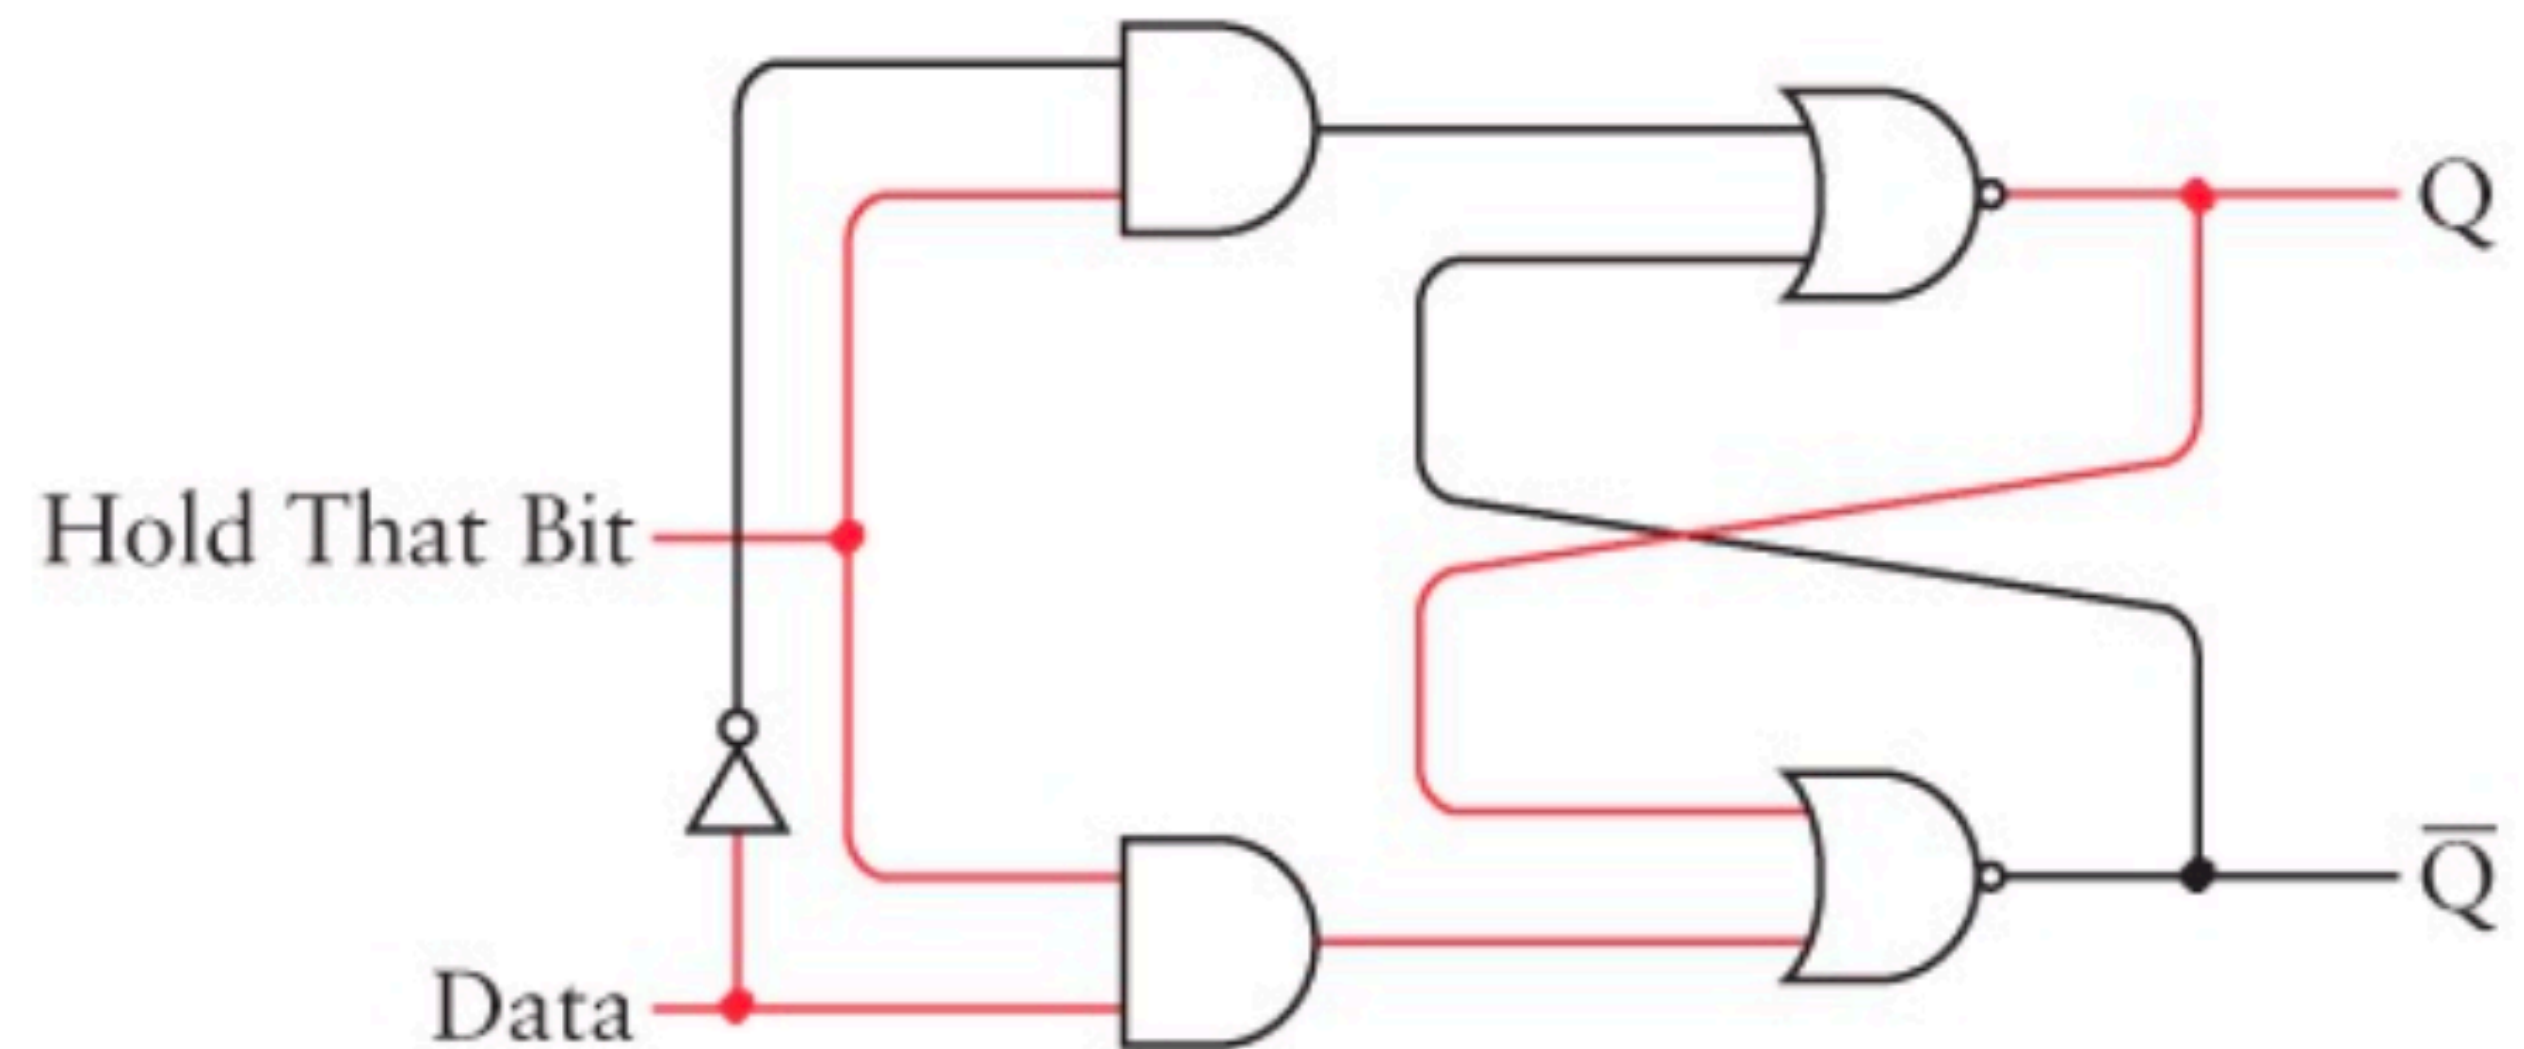 Q
Hold That Bit
Q̅
Data